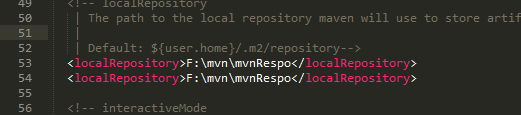 49 <!-- localRepository
50 | The path to the local repository maven will use to store artif
51 |
52 | Default: ${user.home}/.m2/repository-->
53 <localRepository>F:\mvn\mvnRespo</localRepository>
54 <localRepository>F:\mvn\mvnRespo</localRepository>
55
56 <!-- interactiveMode